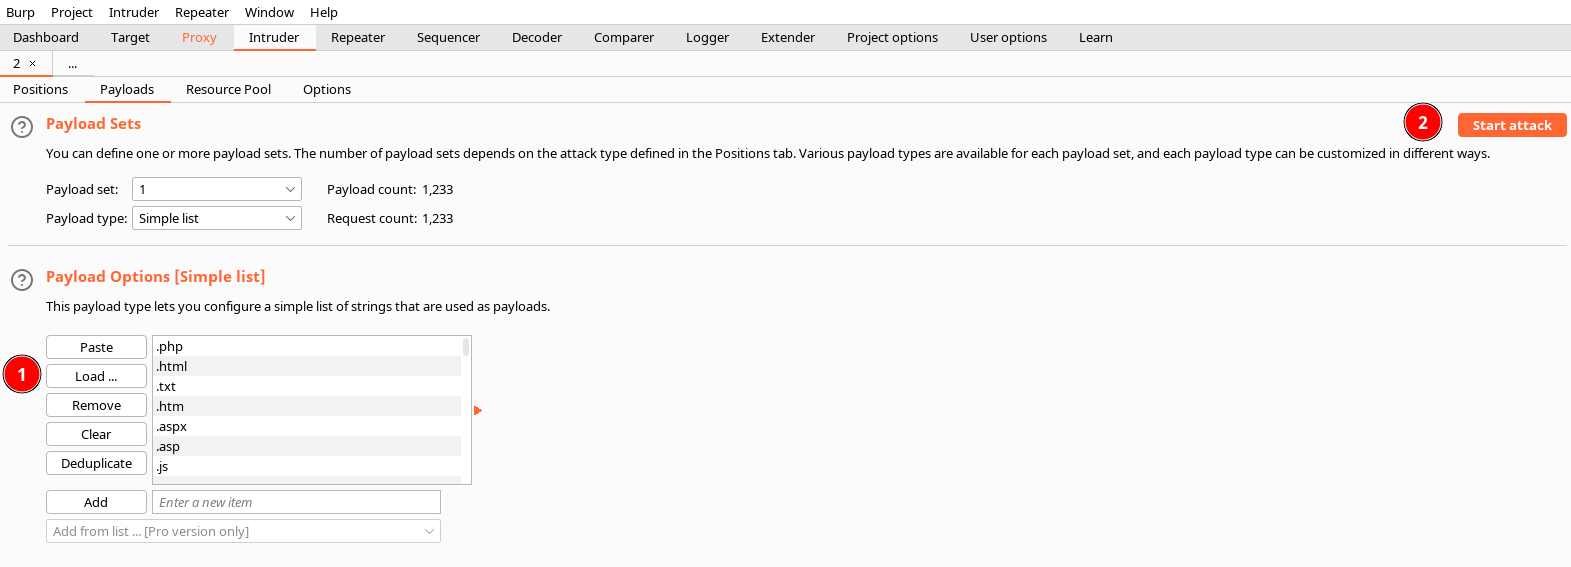 Burp Project Intruder Repeater Window Help
Dashboard Target Proxy Intruder Repeater Sequencer Decoder Comparer Logger Extender Project options User options Learn
2 × ...
Positions Payloads Resource Pool Options
? Payload Sets 2 Start attack
You can define one or more payload sets. The number of payload sets depends on the attack type defined in the Positions tab. Various payload types are available for each payload set, and each payload type can be customized in different ways.
Payload set: 1 Payload count: 1,233
Payload type: Simple list Request count: 1,233
? Payload Options [Simple list]
This payload type lets you configure a simple list of strings that are used as payloads.
Paste .php
1 Load ... .html
.txt
Remove .htm
Clear .aspx
.asp
Deduplicate .js
Add Enter a new item
Add from list ... [Pro version only]